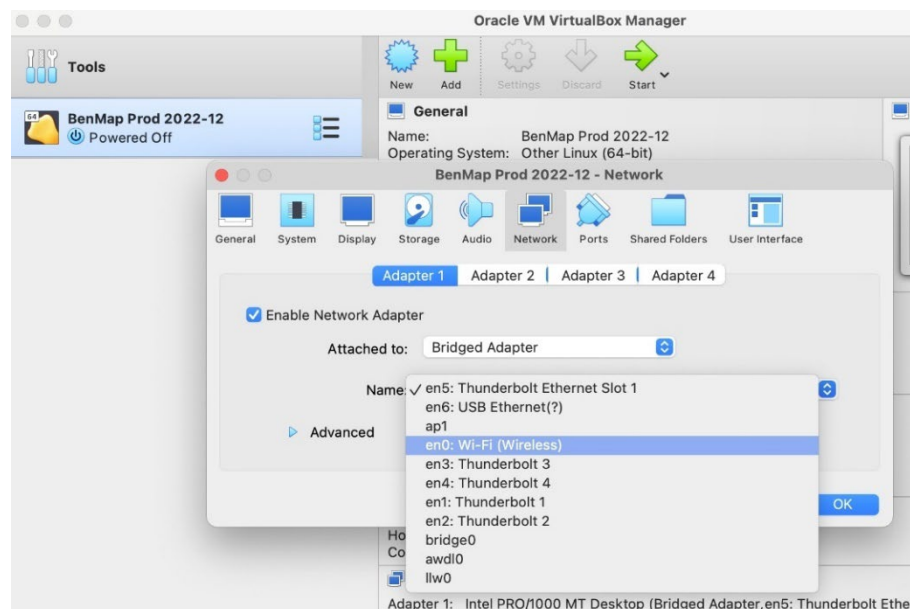 Oracle VM VirtualBox Manager
Tools
New Add Settings Discard Start
64
BenMap Prod 2022-12
Powered Off
General
Name: BenMap Prod 2022-12
Operating System: Other Linux (64-bit)
BenMap Prod 2022-12 - Network
General System Display Storage Audio Network Ports Shared Folders User Interface
Adapter 1 Adapter 2 Adapter 3 Adapter 4
Enable Network Adapter
Attached to: Bridged Adapter
Name: en5: Thunderbolt Ethernet Slot 1
en6: USB Ethernet(?)
ap1
Advanced
en0: Wi-Fi (Wireless)
en3: Thunderbolt 3
en4: Thunderbolt 4
en1: Thunderbolt 1
OK
en2: Thunderbolt 2
Ho
bridge0
Co
awdl0
llw0
Adapter 1: Intel PRO/1000 MT Desktop (Bridged Adapter,en5: Thunderbolt Ethe